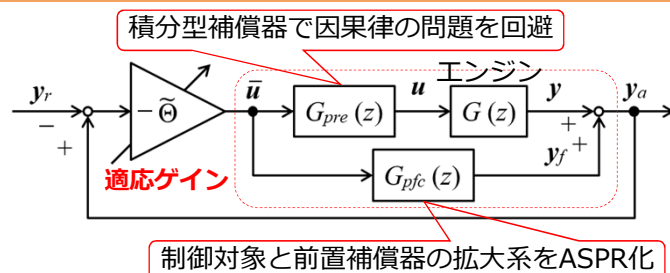 積分型補償器で因果律の問題を回避
エンジン
y_r
−
+
− Θ̃
ū
G_pre (z)
u
G (z)
y
+
+
y_a
y_f
G_pfc (z)
適応ゲイン
制御対象と前置補償器の拡大系をASPR化